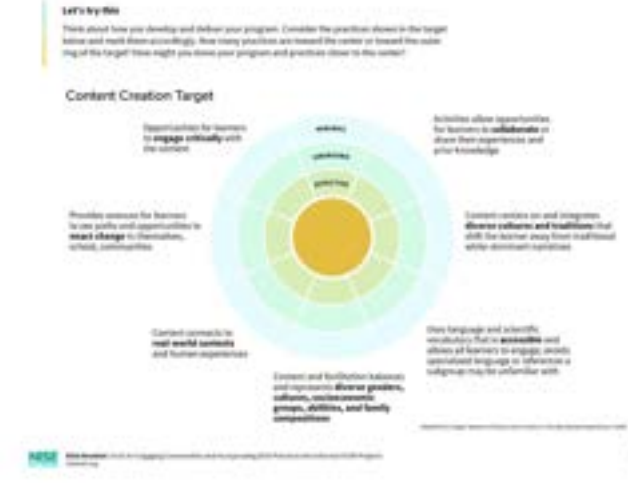 Let's try this
Think about how you develop and deliver your program. Consider the practices shown in the target
below and mark them accordingly. How many practices are toward the center or toward the outer
ring of the target? How might you move your program and practices closer to the center?
Content Creation Target
Opportunities for learners
to engage critically with
the content
Activities allow opportunities
for learners to collaborate or
share their experiences and
prior knowledge
Provides avenues for learners
to see paths and opportunities to
enact change in themselves,
school, communities
Content centers on and integrates
diverse cultures and traditions that
shift the learner away from traditional
white-dominant narratives
Content connects to
real-world contexts
and human experiences
Uses language and scientific
vocabulary that is accessible and
allows all learners to engage; avoids
specialized language or references a
subgroup may be unfamiliar with
Content and facilitation balances
and represents diverse genders,
cultures, socioeconomic
groups, abilities, and family
compositions
EFFECTIVE
NISE